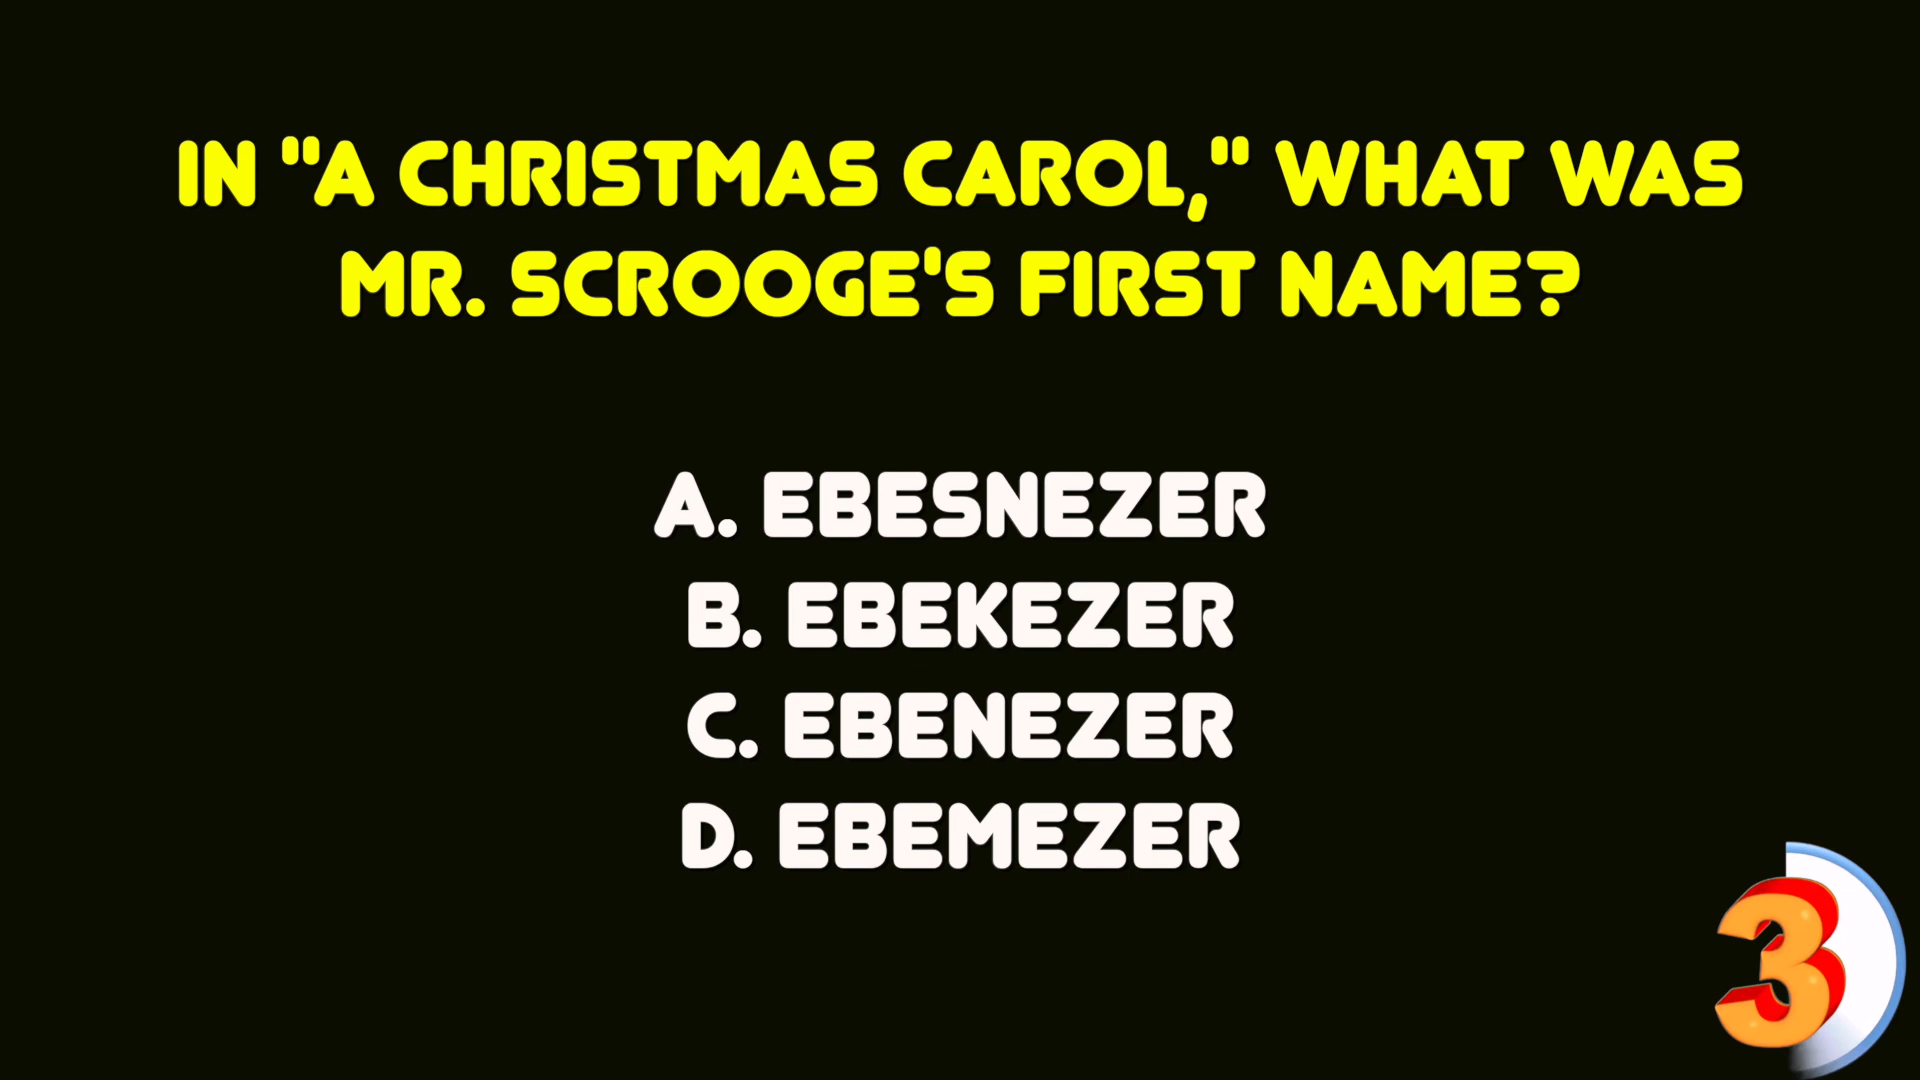 IN "A CHRISTMAS CAROL," WHAT WAS
MR. SCROOGE'S FIRST NAME?
A. EBESNEZER
B. EBEKEZER
C. EBENEZER
D. EBEMEZER
3